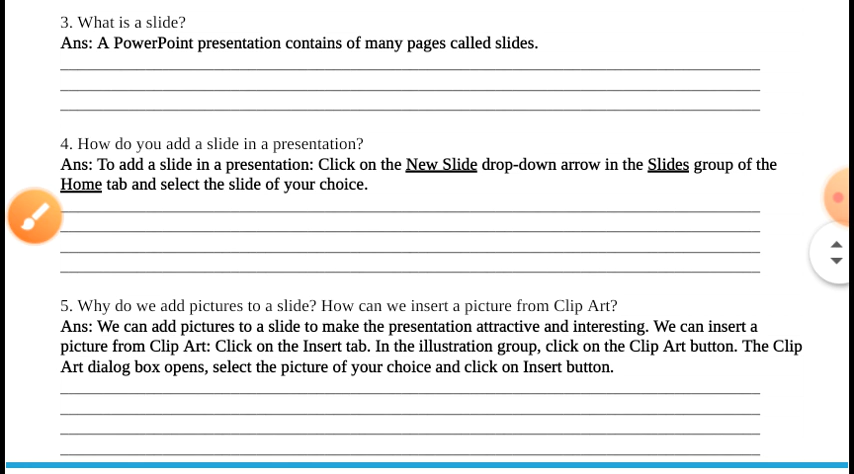 3. What is a slide?
Ans: A PowerPoint presentation contains of many pages called slides.
4. How do you add a slide in a presentation?
Ans: To add a slide in a presentation: Click on the New Slide drop-down arrow in the Slides group of the
Home tab and select the slide of your choice.
5. Why do we add pictures to a slide? How can we insert a picture from Clip Art?
Ans: We can add pictures to a slide to make the presentation attractive and interesting. We can insert a
picture from Clip Art: Click on the Insert tab. In the illustration group, click on the Clip Art button. The Clip
Art dialog box opens, select the picture of your choice and click on Insert button.